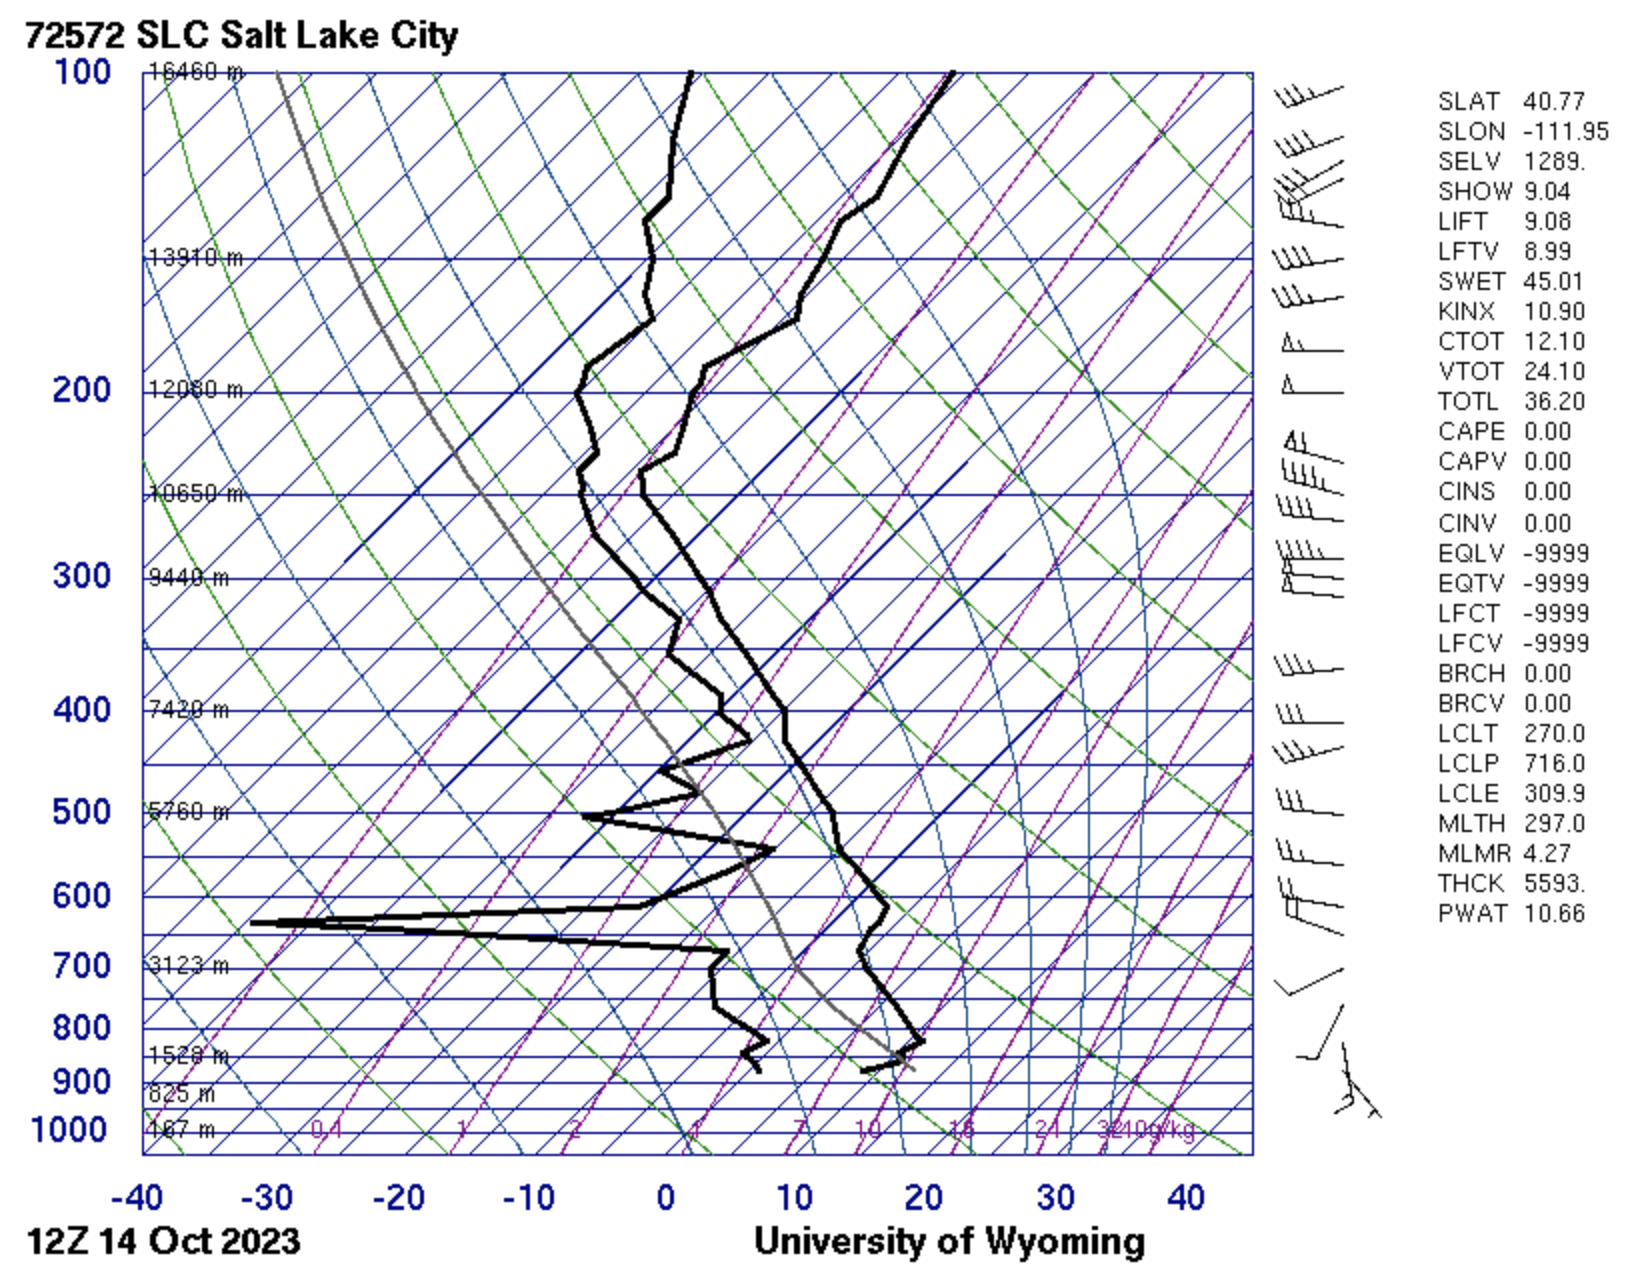 72572 SLC Salt Lake City
100 16460 m
13910 m
200 12080 m
10650 m
300 9440 m
400 7420 m
500 5760 m
600
700 3123 m
800
1528 m
900
825 m
1000 167 m
0.4 1 2 4 7 10 16 24 32 40g/kg
-40 -30 -20 -10 0 10 20 30 40
12Z 14 Oct 2023 University of Wyoming
SLAT 40.77
SLON -111.95
SELV 1289.
SHOW 9.04
LIFT 9.08
LFTV 8.99
SWET 45.01
KINX 10.90
CTOT 12.10
VTOT 24.10
TOTL 36.20
CAPE 0.00
CAPV 0.00
CINS 0.00
CINV 0.00
EQLV -9999
EQTV -9999
LFCT -9999
LFCV -9999
BRCH 0.00
BRCV 0.00
LCLT 270.0
LCLP 716.0
LCLE 309.9
MLTH 297.0
MLMR 4.27
THCK 5593.
PWAT 10.66